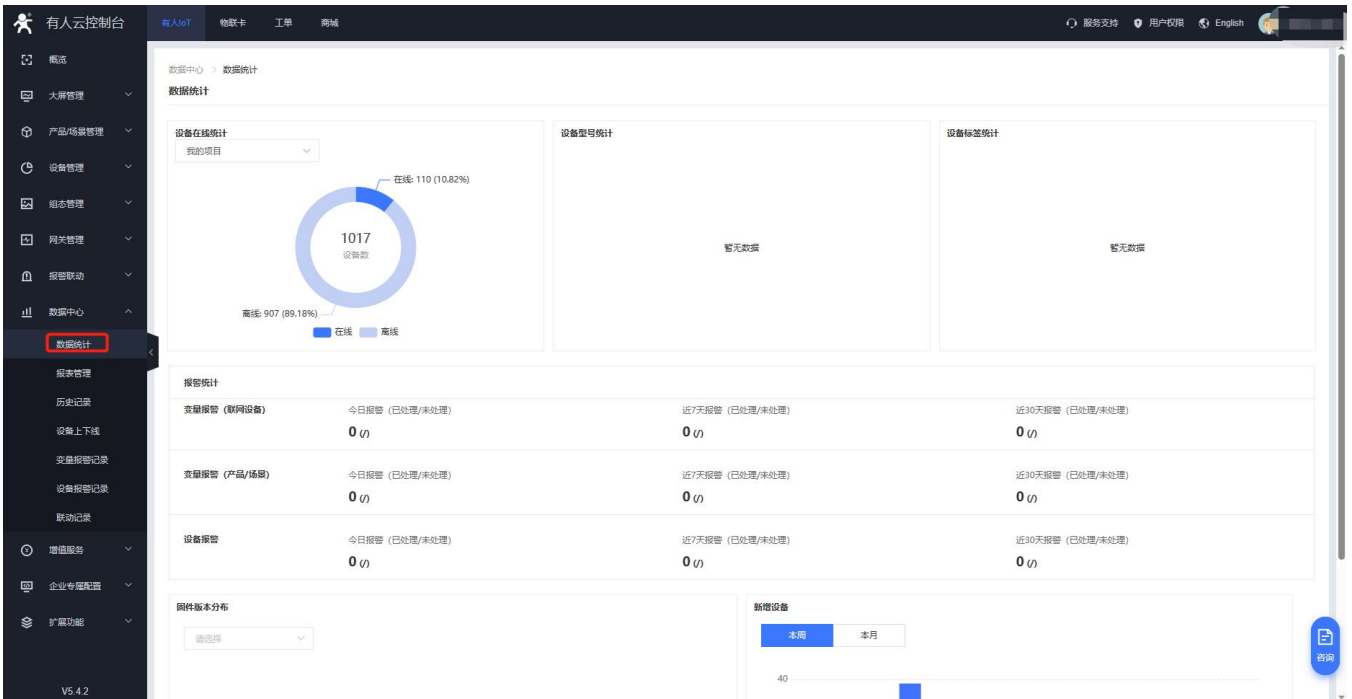 有人云控制台
有人IoT 物联卡 工单 商城
服务支持 用户权限 English
概览
大屏管理
产品/场景管理
设备管理
组态管理
网关管理
报警联动
数据中心
数据统计
报表管理
历史记录
设备上下线
变量报警记录
设备报警记录
联动记录
增值服务
企业专属配置
扩展功能
V5.4.2
数据中心 > 数据统计
数据统计
设备在线统计
我的项目
在线: 110 (10.82%)
1017
设备数
离线: 907 (89.18%)
在线 离线
设备型号统计
暂无数据
设备标签统计
暂无数据
报警统计
变量报警（联网设备） 今日报警（已处理/未处理） 近7天报警（已处理/未处理） 近30天报警（已处理/未处理）
0 (/) 0 (/) 0 (/)
变量报警（产品/场景） 今日报警（已处理/未处理） 近7天报警（已处理/未处理） 近30天报警（已处理/未处理）
0 (/) 0 (/) 0 (/)
设备报警 今日报警（已处理/未处理） 近7天报警（已处理/未处理） 近30天报警（已处理/未处理）
0 (/) 0 (/) 0 (/)
固件版本分布
请选择
新增设备
本周 本月
40
咨询